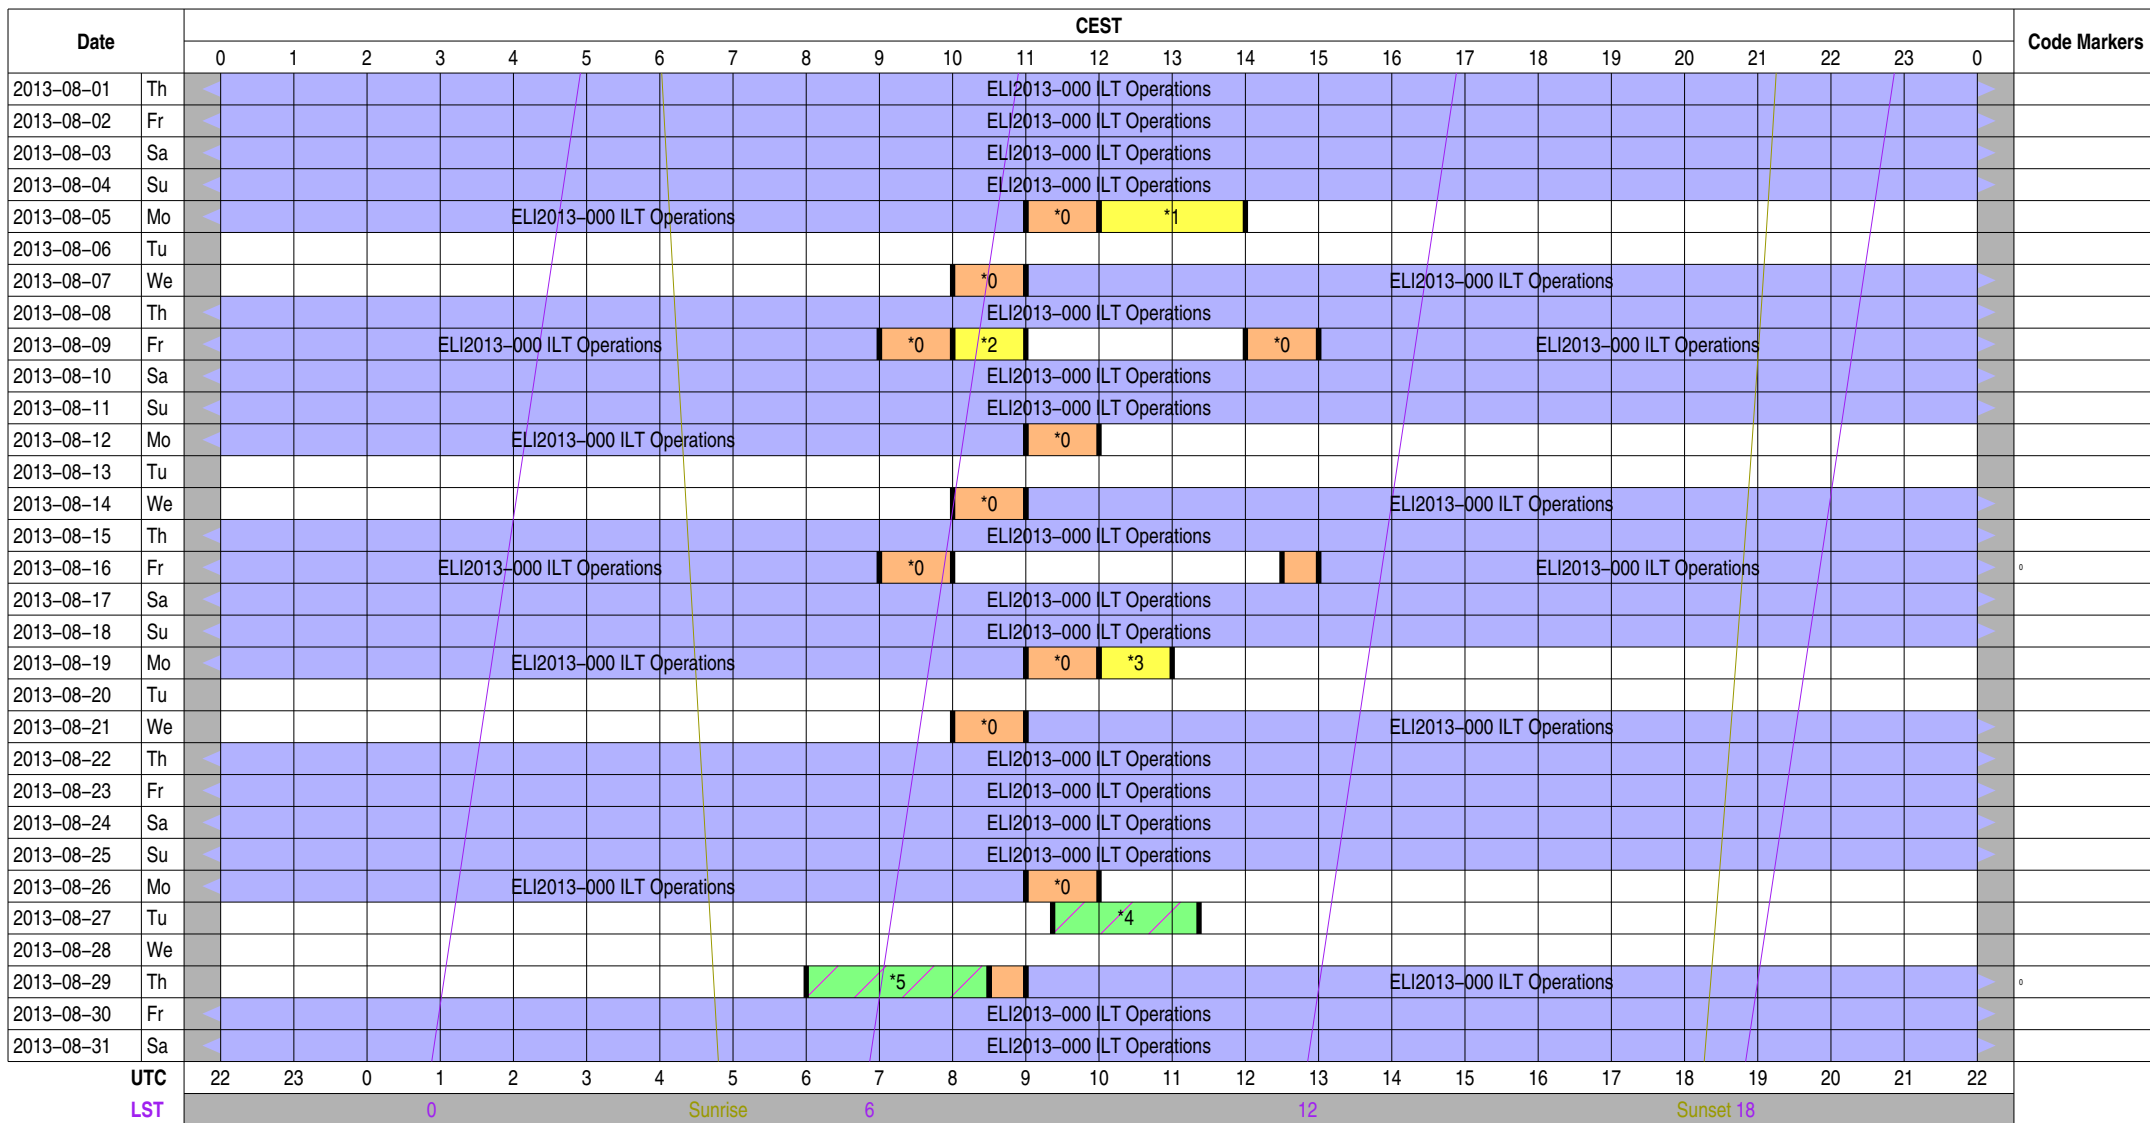 CEST
Date
Code Markers
0 1 2 3 4 5 6 7 8 9 10 11 12 13 14 15 16 17 18 19 20 21 22 23 0
2013-08-01 Th ELI2013-000 ILT Operations
2013-08-02 Fr ELI2013-000 ILT Operations
2013-08-03 Sa ELI2013-000 ILT Operations
2013-08-04 Su ELI2013-000 ILT Operations
2013-08-05 Mo ELI2013-000 ILT Operations *0 *1
2013-08-06 Tu
2013-08-07 We *0 ELI2013-000 ILT Operations
2013-08-08 Th ELI2013-000 ILT Operations
2013-08-09 Fr ELI2013-000 ILT Operations *0 *2 *0 ELI2013-000 ILT Operations
2013-08-10 Sa ELI2013-000 ILT Operations
2013-08-11 Su ELI2013-000 ILT Operations
2013-08-12 Mo ELI2013-000 ILT Operations *0
2013-08-13 Tu
2013-08-14 We *0 ELI2013-000 ILT Operations
2013-08-15 Th ELI2013-000 ILT Operations
2013-08-16 Fr ELI2013-000 ILT Operations *0 ELI2013-000 ILT Operations 0
2013-08-17 Sa ELI2013-000 ILT Operations
2013-08-18 Su ELI2013-000 ILT Operations
2013-08-19 Mo ELI2013-000 ILT Operations *0 *3
2013-08-20 Tu
2013-08-21 We *0 ELI2013-000 ILT Operations
2013-08-22 Th ELI2013-000 ILT Operations
2013-08-23 Fr ELI2013-000 ILT Operations
2013-08-24 Sa ELI2013-000 ILT Operations
2013-08-25 Su ELI2013-000 ILT Operations
2013-08-26 Mo ELI2013-000 ILT Operations *0
2013-08-27 Tu *4
2013-08-28 We
2013-08-29 Th *5 ELI2013-000 ILT Operations 0
2013-08-30 Fr ELI2013-000 ILT Operations
2013-08-31 Sa ELI2013-000 ILT Operations
UTC 22 23 0 1 2 3 4 5 6 7 8 9 10 11 12 13 14 15 16 17 18 19 20 21 22
LST 0 Sunrise 6 12 Sunset 18